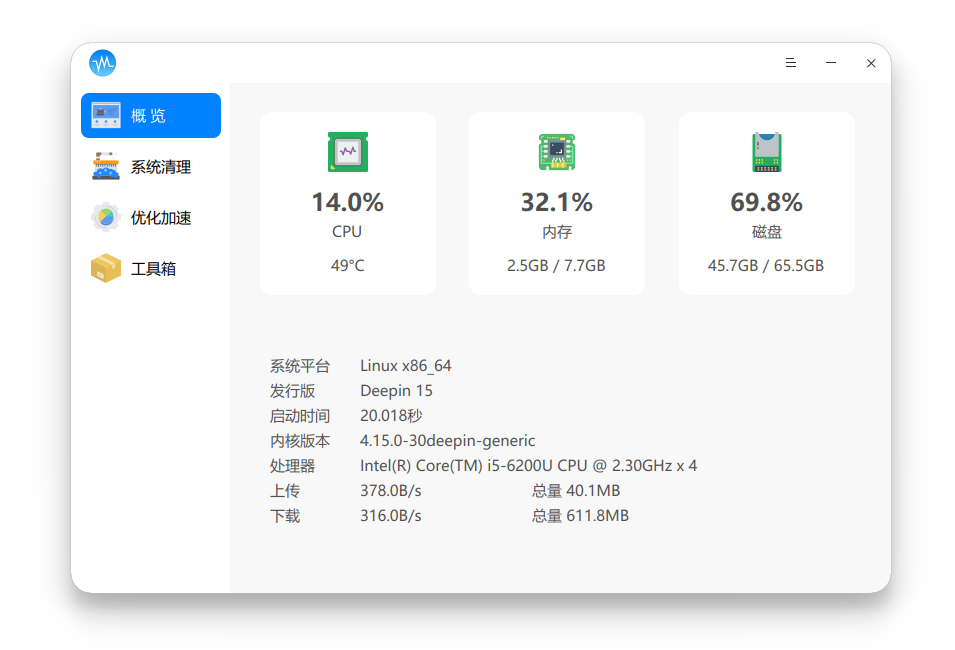 概 览
系统清理
优化加速
工具箱
14.0%
CPU
49°C
32.1%
内存
2.5GB / 7.7GB
69.8%
磁盘
45.7GB / 65.5GB
系统平台 Linux x86_64
发行版 Deepin 15
启动时间 20.018秒
内核版本 4.15.0-30deepin-generic
处理器 Intel(R) Core(TM) i5-6200U CPU @ 2.30GHz x 4
上传 378.0B/s 总量 40.1MB
下载 316.0B/s 总量 611.8MB